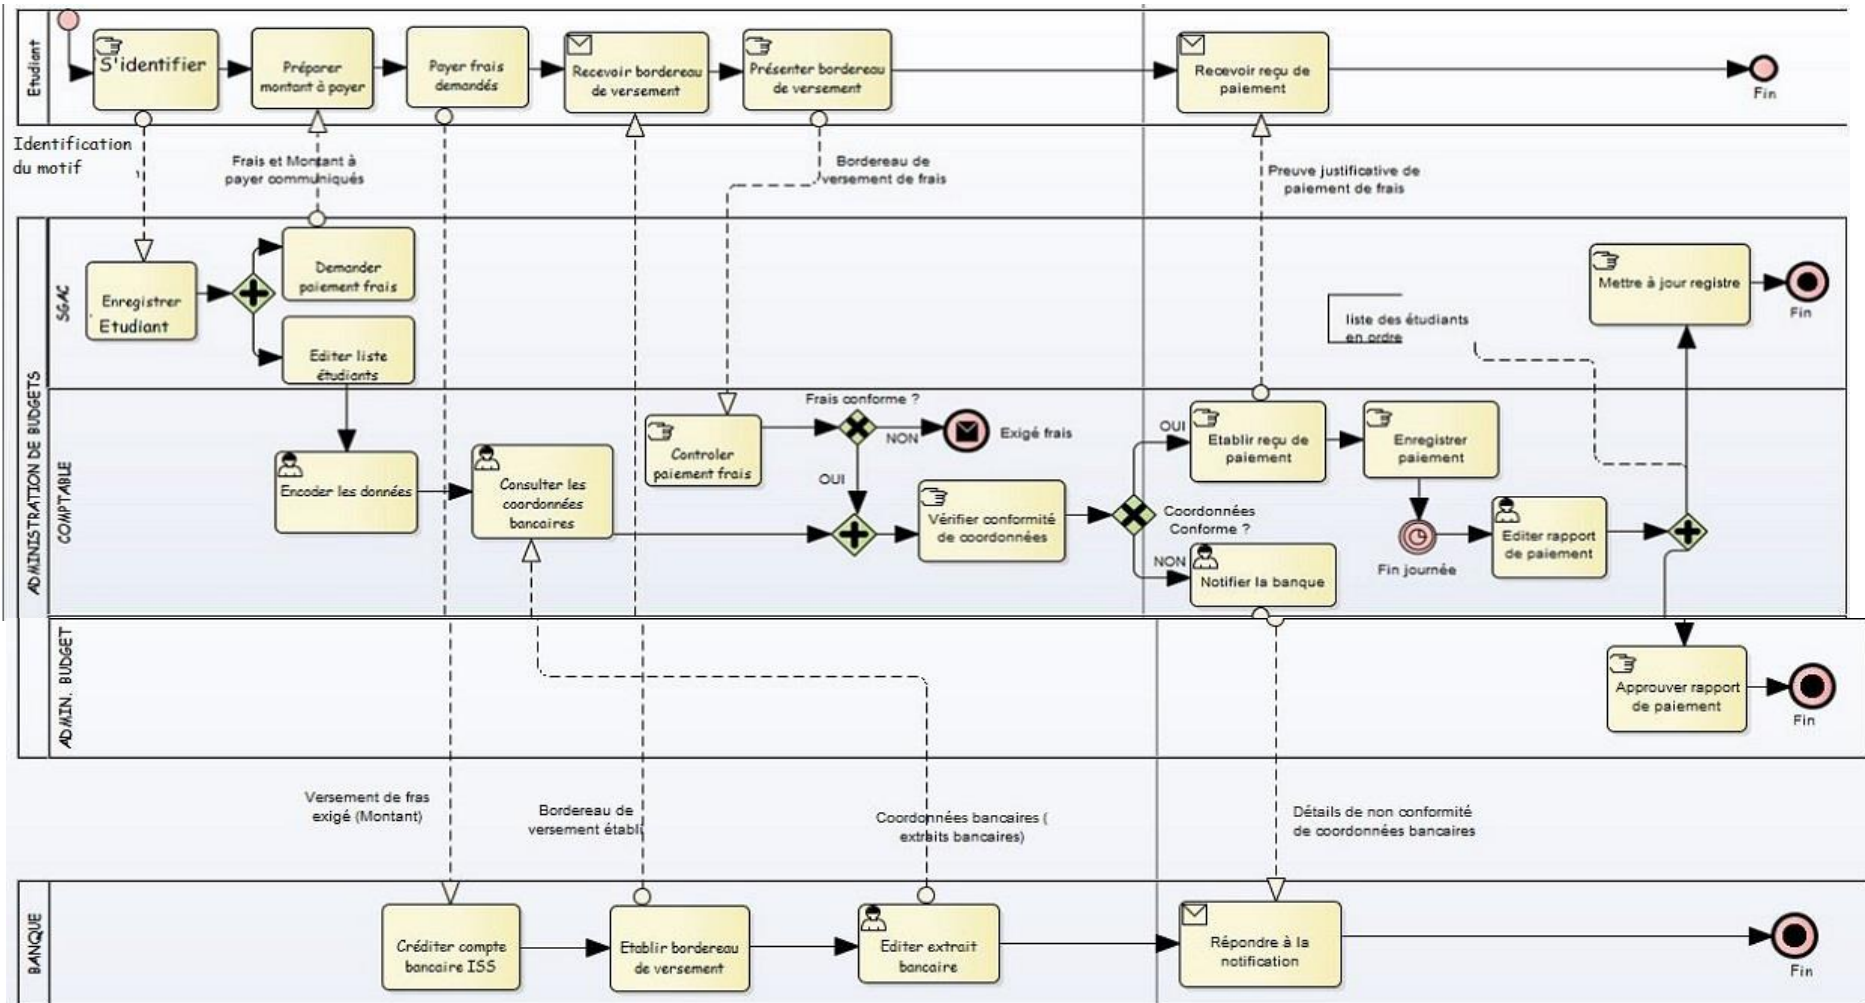 Etudiant
S'identifier
Préparer
montant à payer
Payer frais
demandés
Recevoir bordereau
de versement
Présenter bordereau
de versement
Recevoir reçu de
paiement
Fin
Identification
du motif
Frais et Montant à
payer communiqués
Bordereau de
versement de frais
Preuve justificative de
paiement de frais
ADMINISTRATION DE BUDGETS
SGAC
Enregistrer
Etudiant
Demander
paiement frais
Editer liste
étudiants
liste des étudiants
en ordre
Mettre à jour registre
Fin
COMPTABLE
Encoder les données
Consulter les
coordonnées
bancaires
Controler
paiement frais
Frais conforme ?
NON
Exigé frais
OUI
Vérifier conformité
de coordonnées
OUI
Coordonnées
Conforme ?
NON
Etablir reçu de
paiement
Enregistrer
paiement
Notifier la banque
Fin journée
Editer rapport
de paiement
ADMIN. BUDGET
Approuver rapport
de paiement
Fin
Versement de fras
exigé (Montant)
Bordereau de
versement établi
Coordonnées bancaires (
extraits bancaires)
Détails de non conformité
de coordonnées bancaires
BANQUE
Créditer compte
bancaire ISS
Etablir bordereau
de versement
Editer extrait
bancaire
Répondre à la
notification
Fin